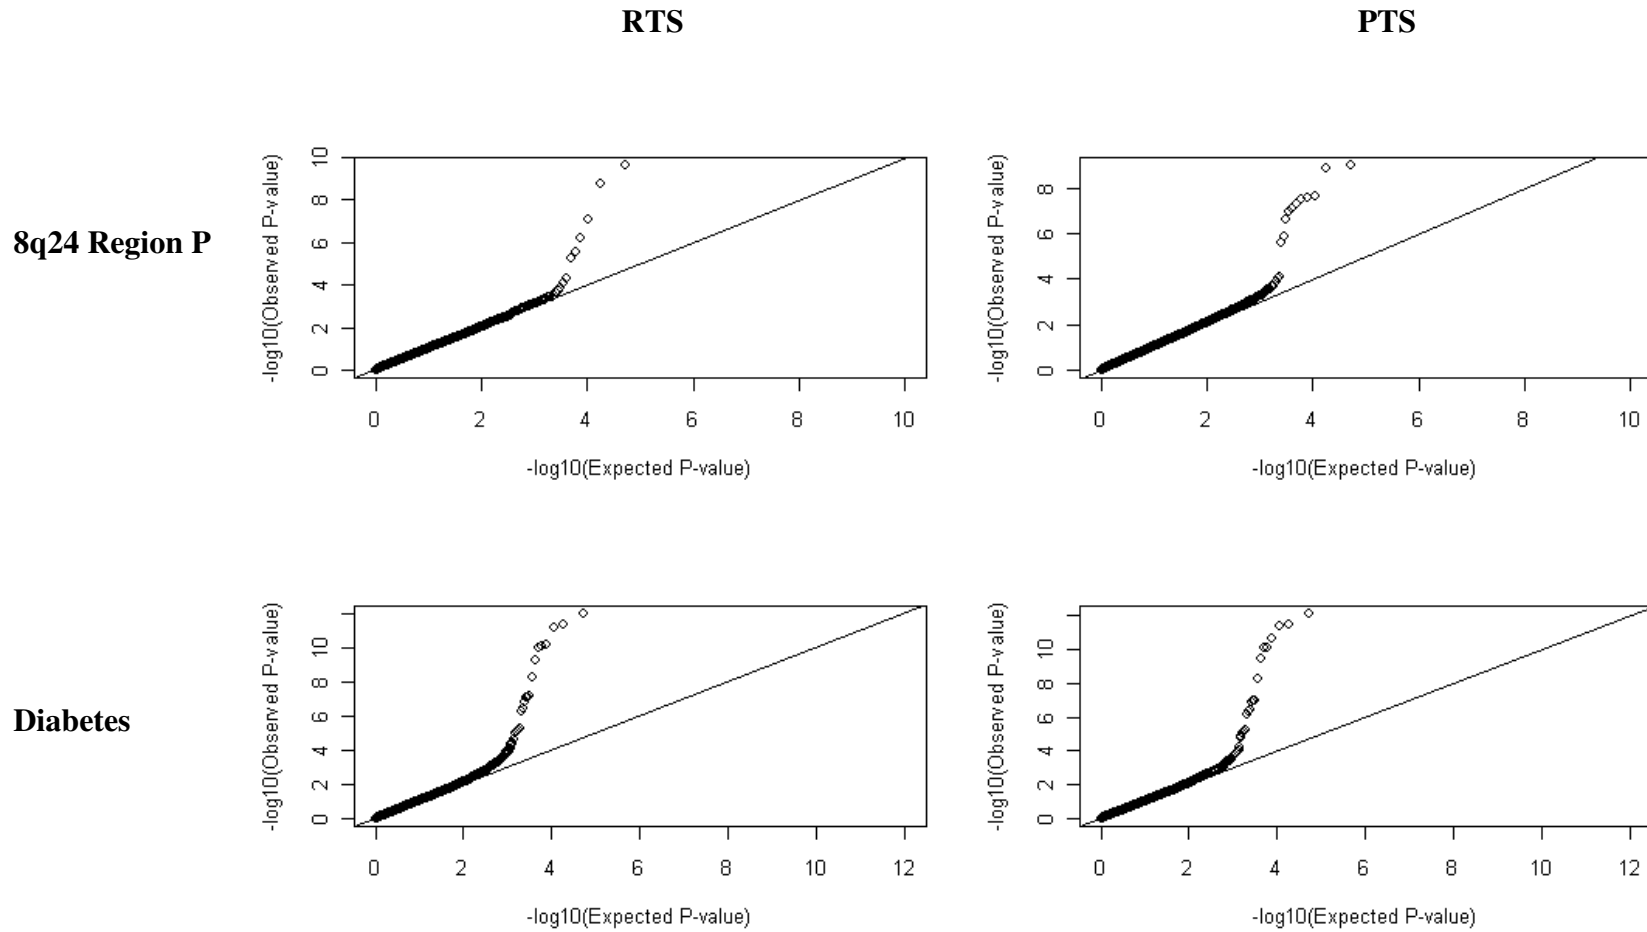 RTS
PTS
8q24 Region P
-log10(Observed P-value)
0 2 4 6 8 10
0 2 4 6 8 10
-log10(Expected P-value)
-log10(Observed P-value)
0 2 4 6 8
0 2 4 6 8 10
-log10(Expected P-value)
Diabetes
-log10(Observed P-value)
0 2 4 6 8 10
0 2 4 6 8 10 12
-log10(Expected P-value)
-log10(Observed P-value)
0 2 4 6 8 10
0 2 4 6 8 10 12
-log10(Expected P-value)